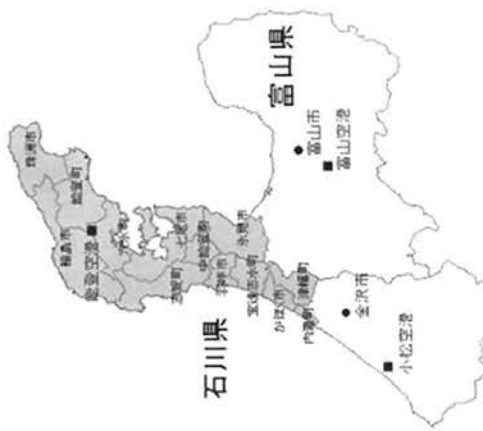 珠洲市
輪島市
能登町
能登空港
穴水町
七尾市
志賀町
中能登町
羽咋市
氷見市
宝達志水町
かほく市
津幡町
内灘町
石川県
富山県
富山市
富山空港
金沢市
小松空港